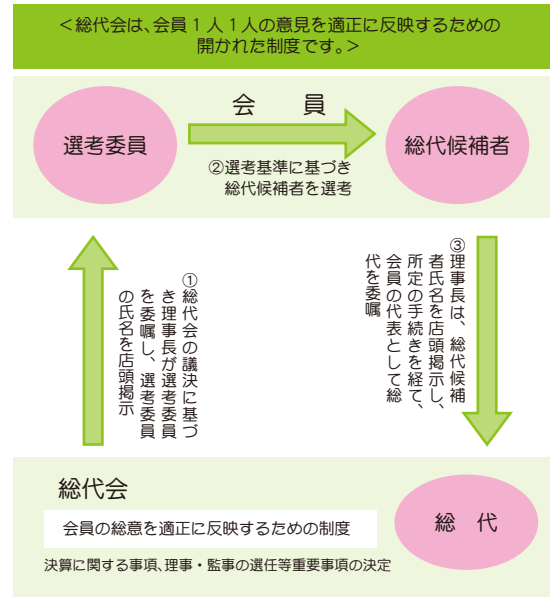 ＜総代会は、会員１人１人の意見を適正に反映するための
開かれた制度です。＞
会　員
選考委員
総代候補者
②選考基準に基づき
総代候補者を選考
①総代会の議決に基づ
き理事長が選考委員
を委嘱し、選考委員
の氏名を店頭掲示
③理事長は、総代候補
者氏名を店頭掲示し、
所定の手続きを経て、
会員の代表として総
代を委嘱
総代会
会員の総意を適正に反映するための制度
決算に関する事項、理事・監事の選任等重要事項の決定
総　代